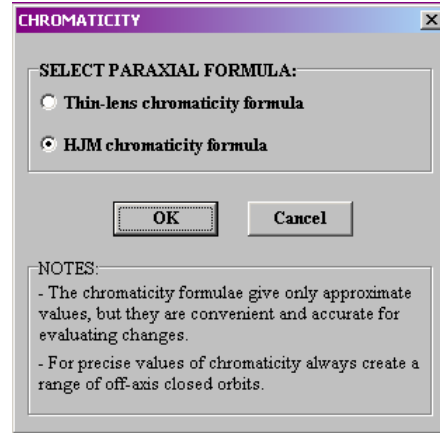 CHROMATICITY
SELECT PARAXIAL FORMULA:
Thin-lens chromaticity formula
HJM chromaticity formula
OK
Cancel
NOTES:
- The chromaticity formulae give only approximate
values, but they are convenient and accurate for
evaluating changes.
- For precise values of chromaticity always create a
range of off-axis closed orbits.